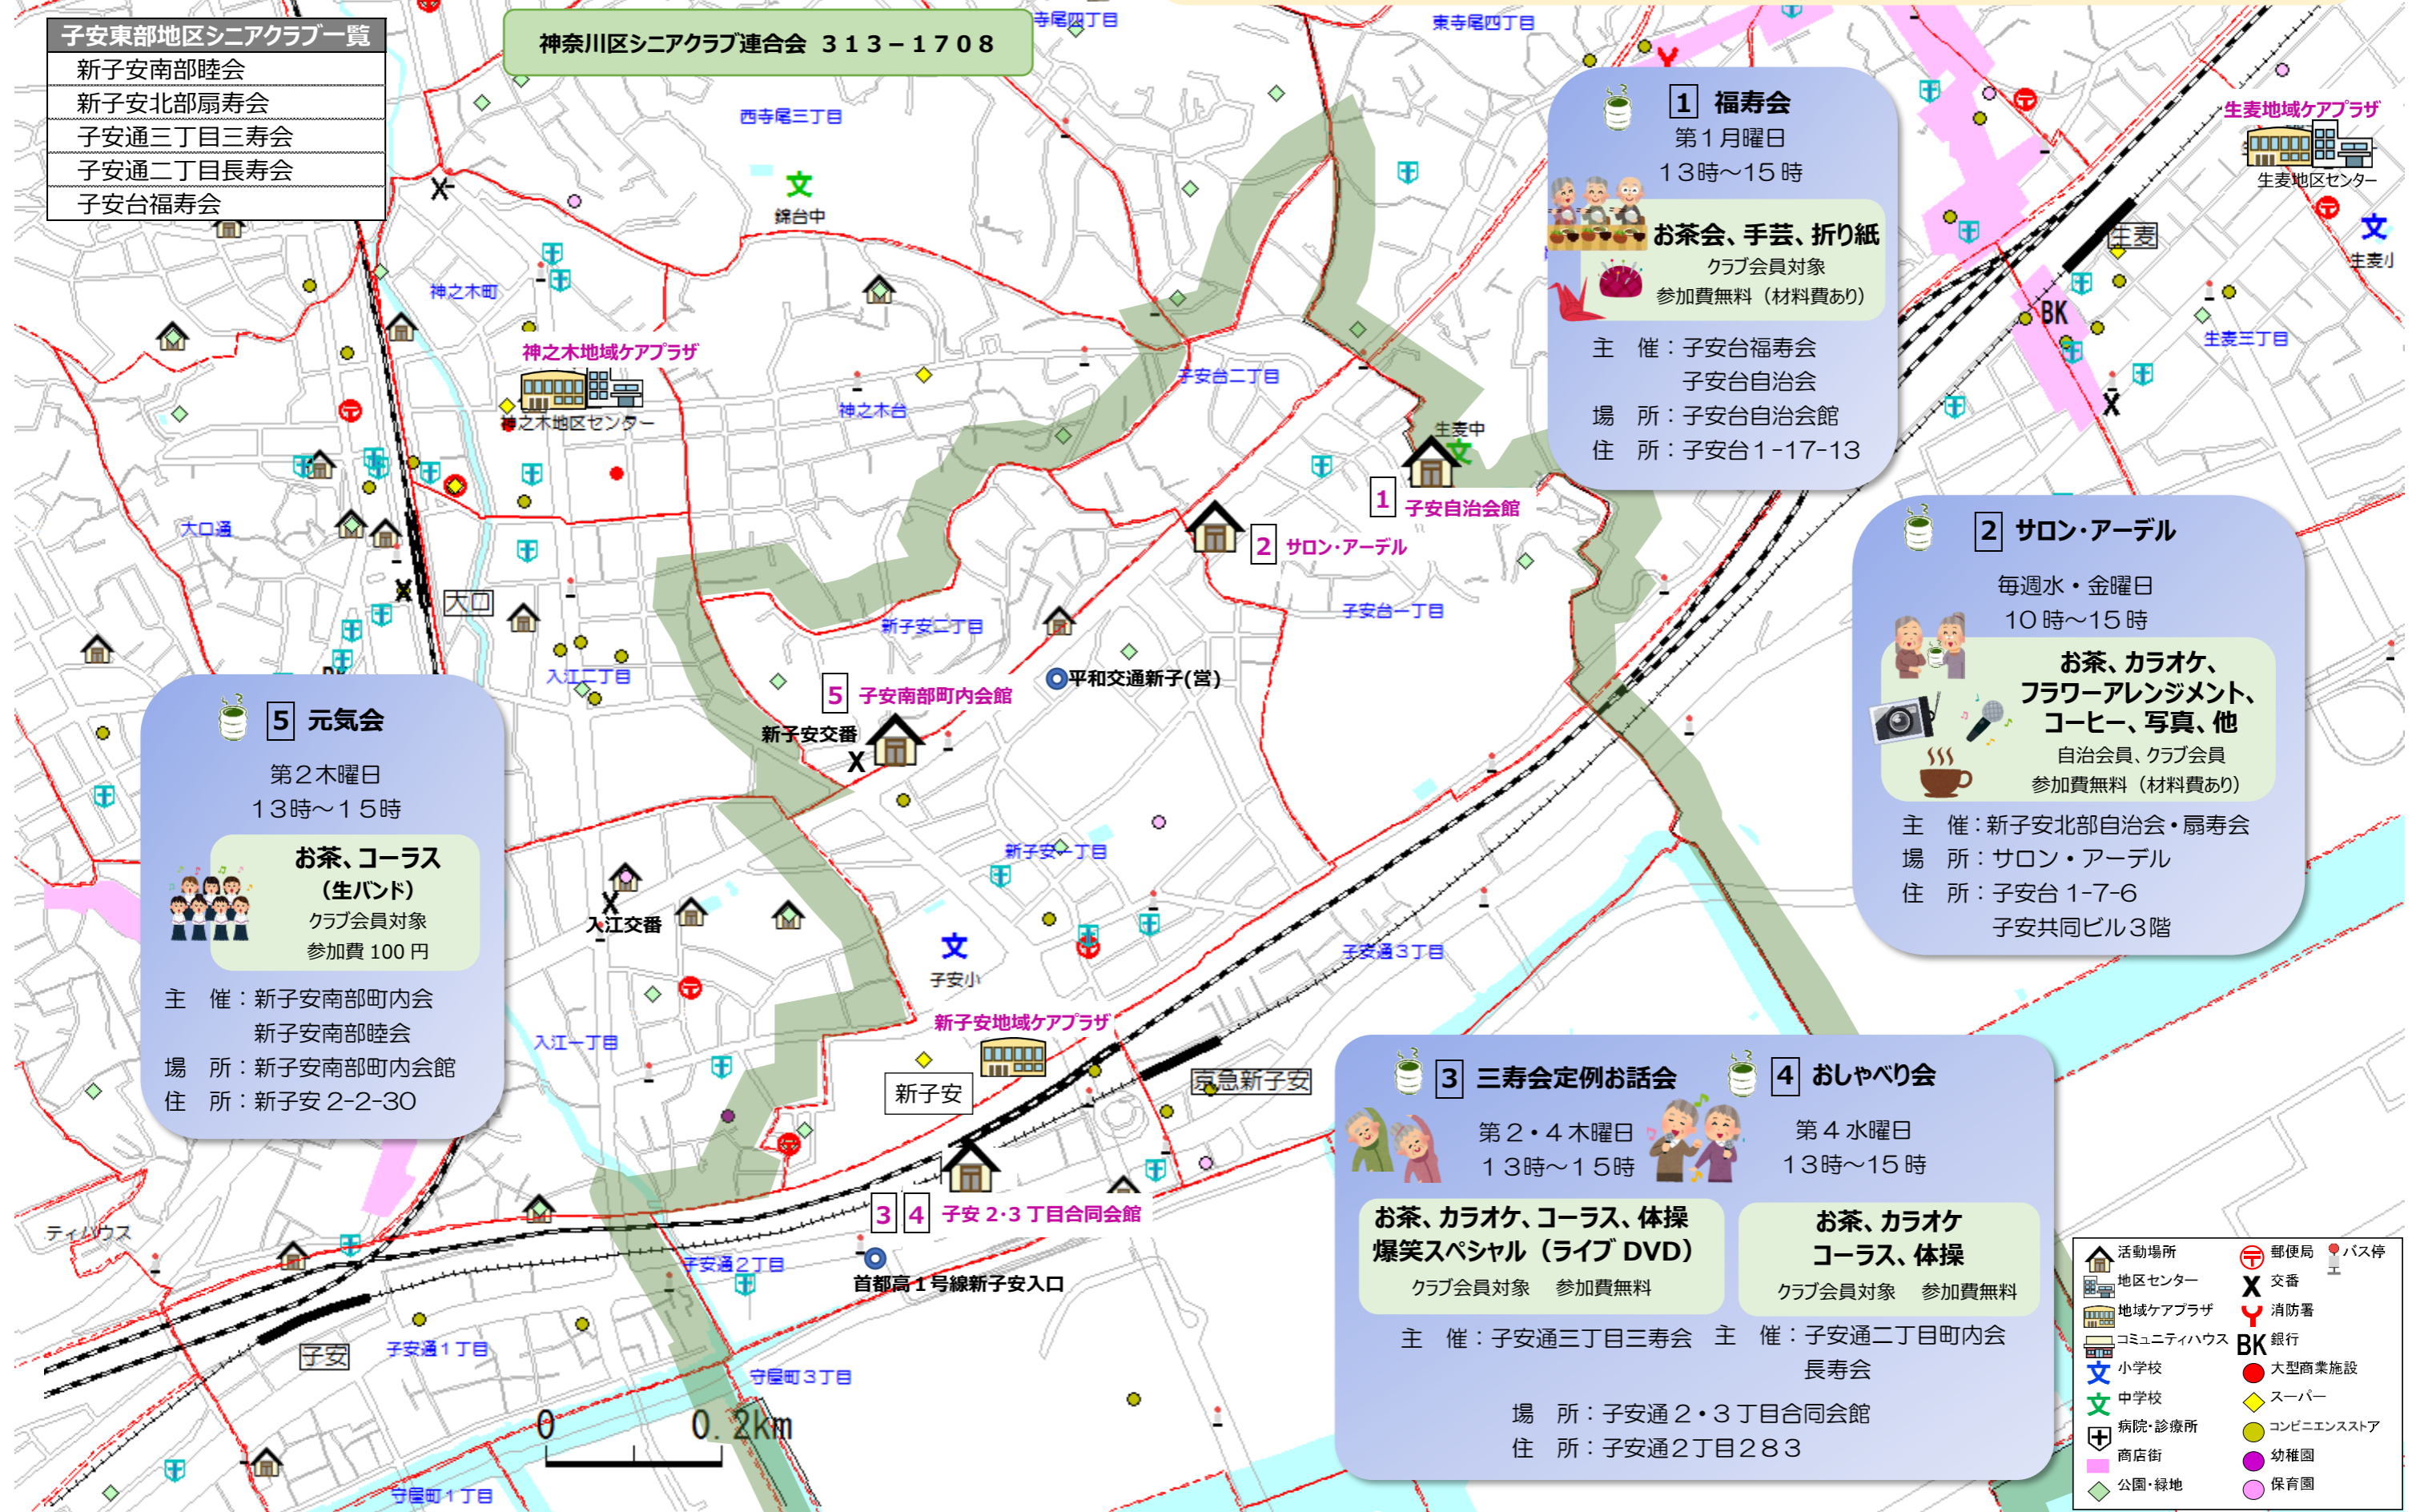 子安東部地区シニアクラブ一覧
新子安南部睦会
新子安北部扇寿会
子安通三丁目三寿会
子安通二丁目長寿会
子安台福寿会
神奈川区シニアクラブ連合会 ３１３－１７０８
寺尾四丁目
東寺尾四丁目
西寺尾三丁目
文
錦台中
神之木町
神之木地域ケアプラザ
神之木地区センター
神之木台
子安台二丁目
生麦中
文
1 子安自治会館
2 サロン・アーデル
大口通
大口
子安台一丁目
新子安二丁目
入江二丁目
平和交通新子(営)
5 子安南部町内会館
新子安交番
X
新子安一丁目
入江交番
文
子安小
子安通3丁目
新子安地域ケアプラザ
新子安
京急新子安
入江一丁目
3 4 子安 2・3 丁目合同会館
首都高１号線新子安入口
子安通2丁目
ティハウス
子安
子安通1丁目
守屋町3丁目
守屋町1丁目
0 0.2km
生麦地域ケアプラザ
生麦地区センター
生麦
文
生麦小
BK
生麦三丁目
1 福寿会
第１月曜日
１３時～15 時
お茶会、手芸、折り紙
クラブ会員対象
参加費無料（材料費あり）
主　催：子安台福寿会
子安台自治会
場　所：子安台自治会館
住　所：子安台１-17-13
2 サロン・アーデル
毎週水・金曜日
10 時～15 時
お茶、カラオケ、
フラワーアレンジメント、
コーヒー、写真、他
自治会員、クラブ会員
参加費無料（材料費あり）
主　催：新子安北部自治会・扇寿会
場　所：サロン・アーデル
住　所：子安台 1-7-6
子安共同ビル３階
5 元気会
第２木曜日
１３時～１５時
お茶、コーラス
（生バンド）
クラブ会員対象
参加費 100 円
主　催：新子安南部町内会
新子安南部睦会
場　所：新子安南部町内会館
住　所：新子安 2-2-30
3 三寿会定例お話会
第２・４木曜日
１３時～１５時
お茶、カラオケ、コーラス、体操
爆笑スペシャル（ライブ DVD）
クラブ会員対象　参加費無料
主　催：子安通三丁目三寿会
4 おしゃべり会
第４水曜日
13時～15 時
お茶、カラオケ
コーラス、体操
クラブ会員対象　参加費無料
主　催：子安通二丁目町内会
長寿会
場　所：子安通２・３丁目合同会館
住　所：子安通２丁目２８３
活動場所
地区センター
地域ケアプラザ
コミュニティハウス
文 小学校
文 中学校
病院・診療所
商店街
公園・緑地
郵便局
バス停
X 交番
消防署
BK 銀行
大型商業施設
スーパー
コンビニエンスストア
幼稚園
保育園